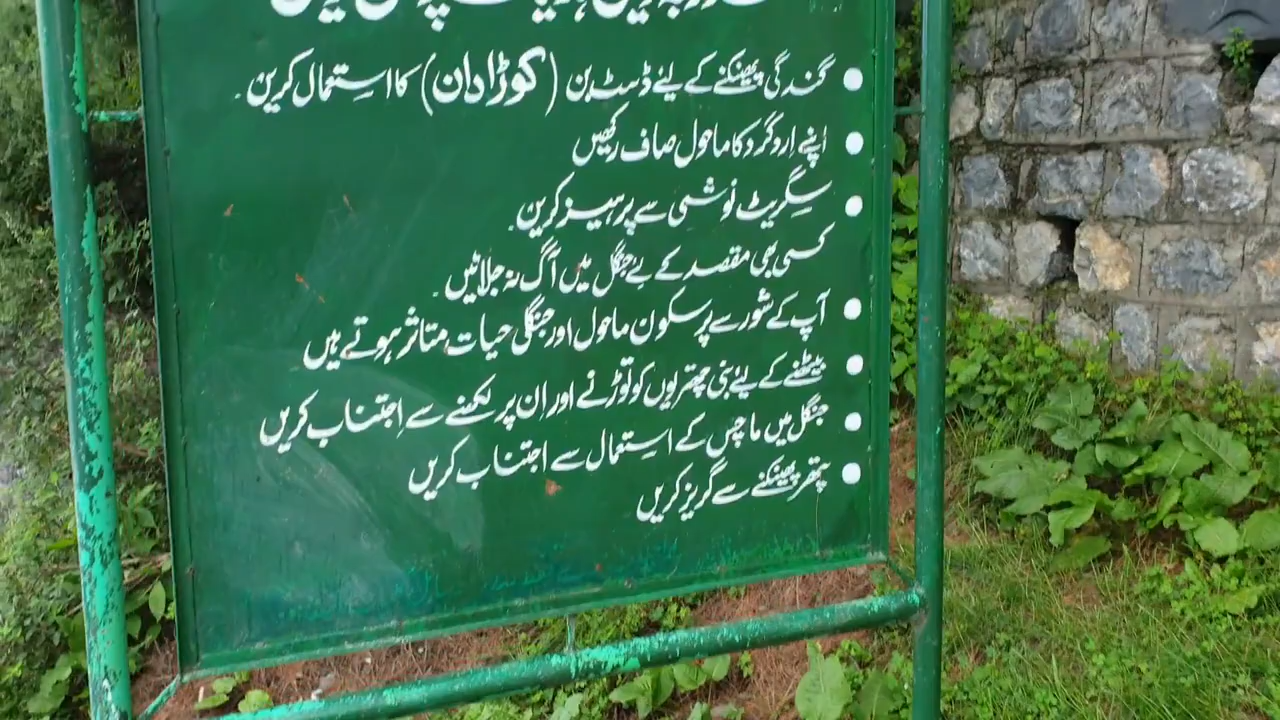 گندگی پھینکنے کے لیئے ڈسٹ بن (کوڑا دان) کا استعمال کریں.
اپنے اردگرد کا ماحول صاف رکھیں
سگریٹ نوشی سے پرہیز کریں.
کسی بھی مقصد کے لئے جنگل میں آگ نہ جلائیں.
آپ کے شور سے پرسکون ماحول اور جنگلی حیات متاثر ہوتے ہیں
بیٹھنے کے لیئے بنی چھتریوں کو توڑنے اور ان پر لکھنے سے اجتناب کریں
جنگل میں ماچس کے استعمال سے اجتناب کریں
پتھر پھینکنے سے گریز کریں